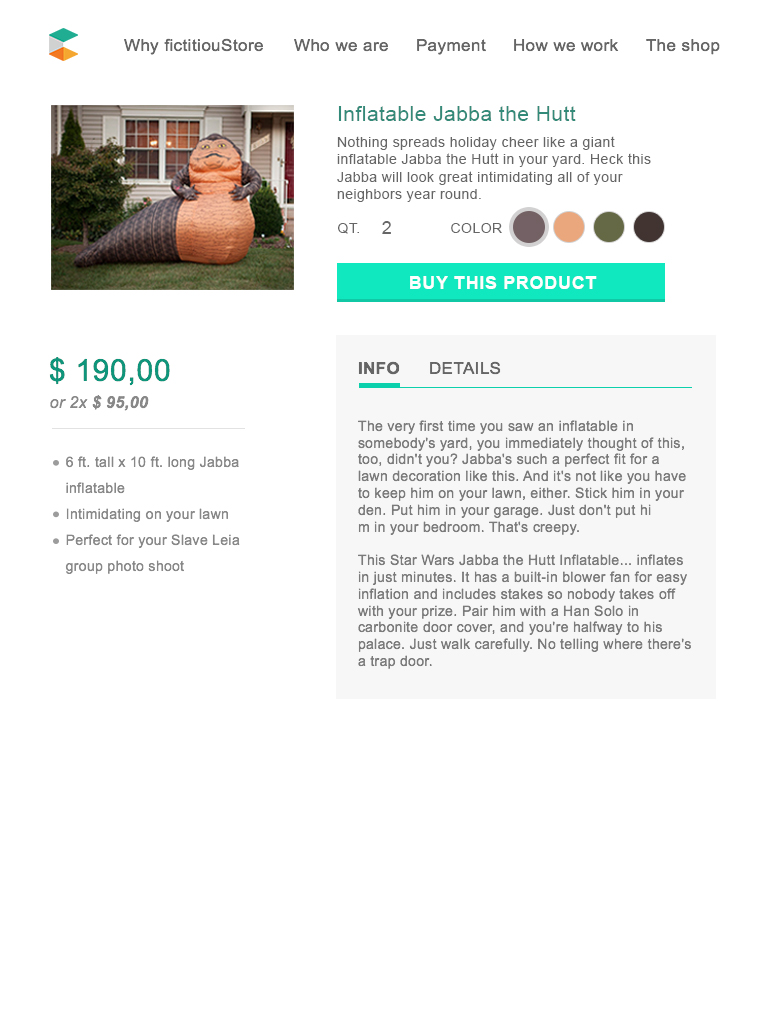 Why fictitiouStore Who we are Payment How we work The shop
Inflatable Jabba the Hutt
Nothing spreads holiday cheer like a giant
inflatable Jabba the Hutt in your yard. Heck this
Jabba will look great intimidating all of your
neighbors year round.
QT. 2 COLOR
BUY THIS PRODUCT
$ 190,00
or 2x $ 95,00
6 ft. tall x 10 ft. long Jabba
inflatable
Intimidating on your lawn
Perfect for your Slave Leia
group photo shoot
INFO DETAILS
The very first time you saw an inflatable in
somebody's yard, you immediately thought of this,
too, didn't you? Jabba's such a perfect fit for a
lawn decoration like this. And it's not like you have
to keep him on your lawn, either. Stick him in your
den. Put him in your garage. Just don't put hi
m in your bedroom. That's creepy.
This Star Wars Jabba the Hutt Inflatable... inflates
in just minutes. It has a built-in blower fan for easy
inflation and includes stakes so nobody takes off
with your prize. Pair him with a Han Solo in
carbonite door cover, and you're halfway to his
palace. Just walk carefully. No telling where there's
a trap door.